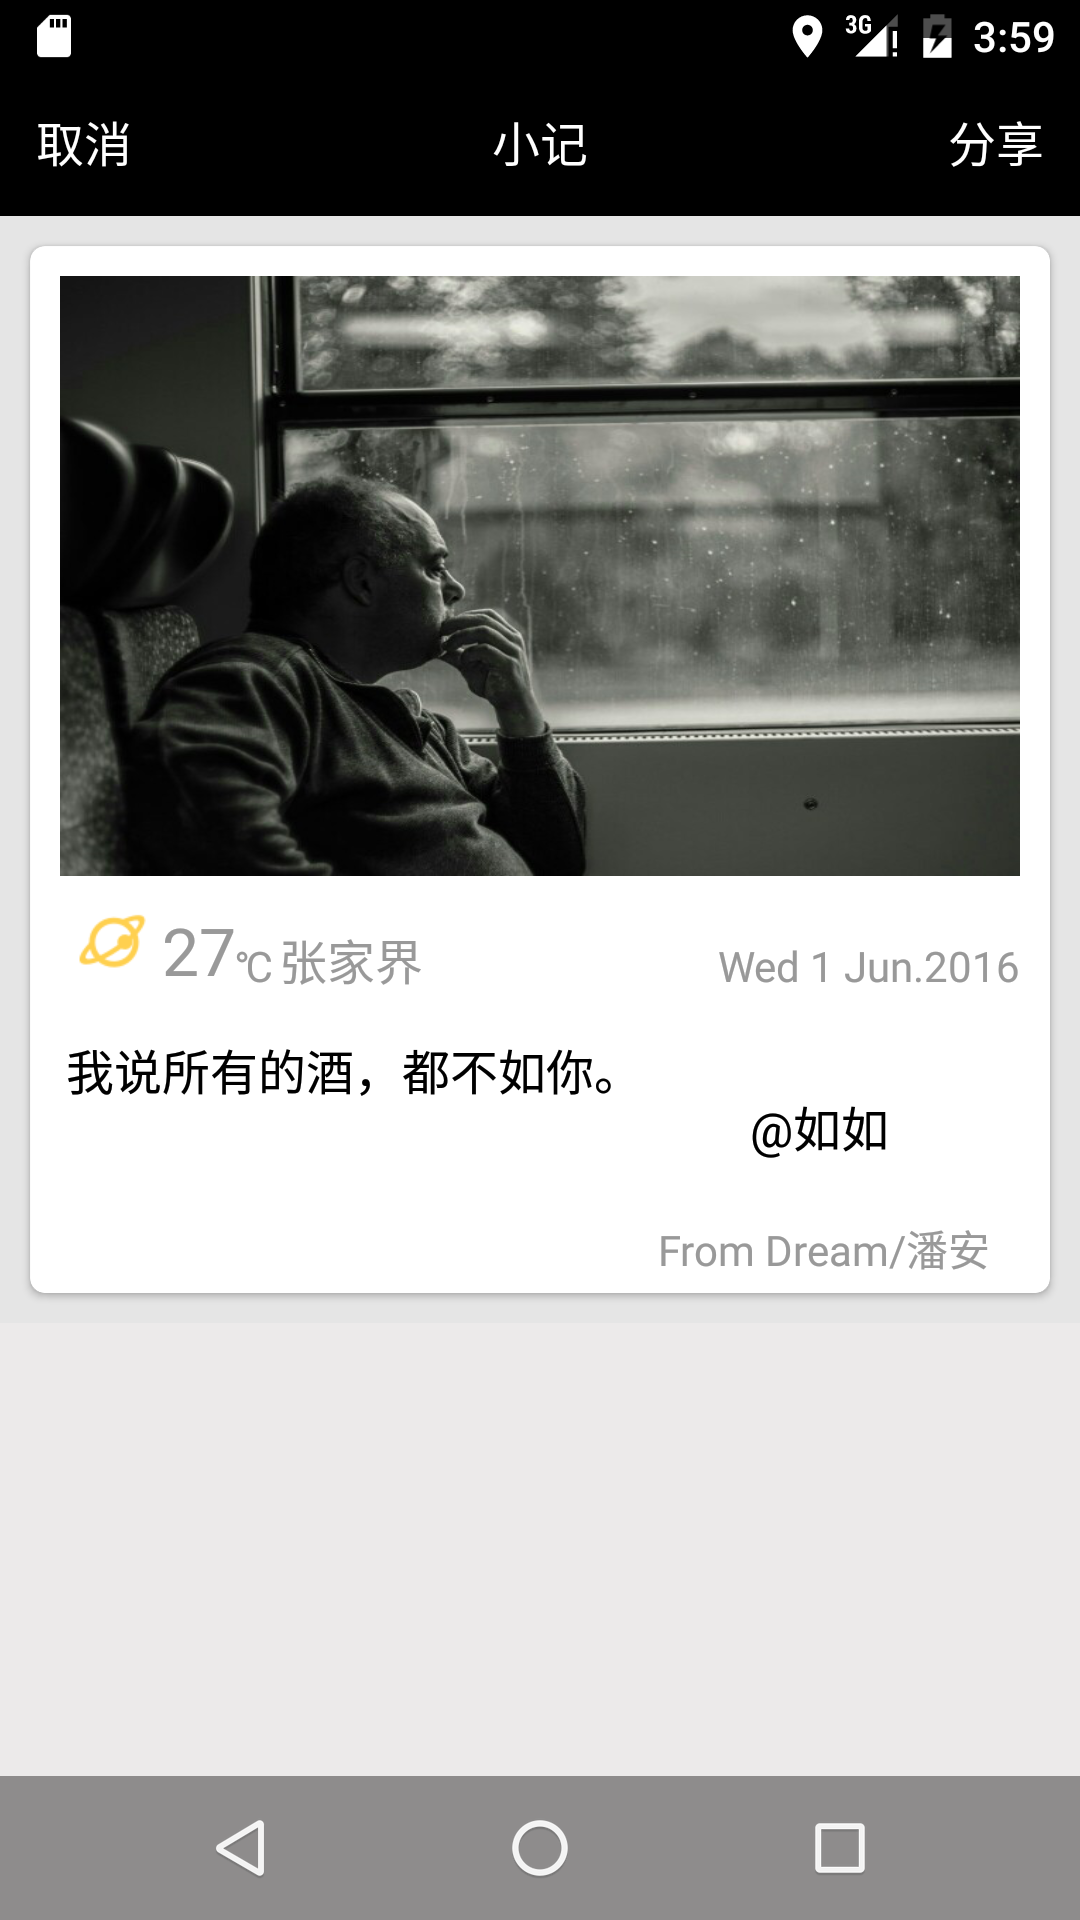 3G 3:59
取消 小记 分享
27℃ 张家界 Wed 1 Jun.2016
我说所有的酒，都不如你。
@如如
From Dream/潘安